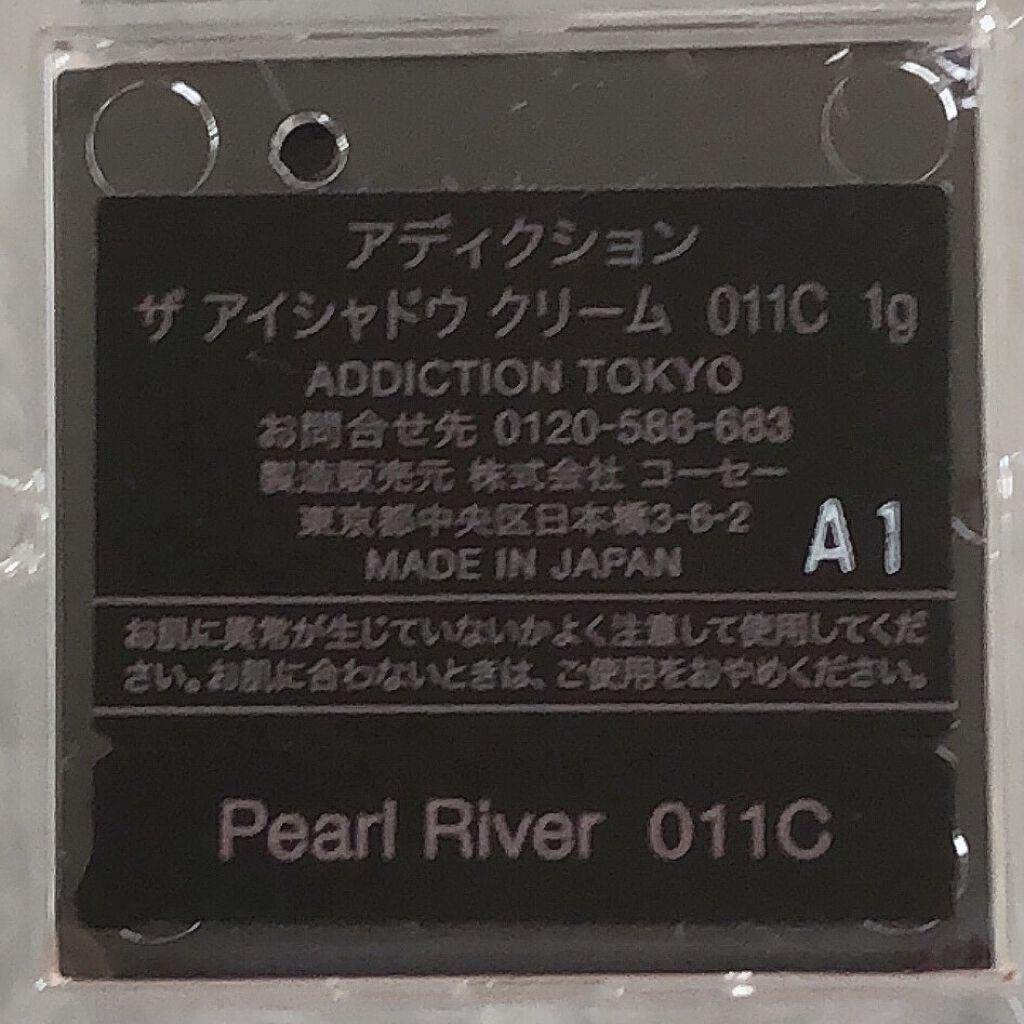 アディクション
ザ アイシャドウ クリーム 011C 1g
ADDICTION TOKYO
お問合せ先 0120-586-683
製造販売元 株式会社 コーセー
東京都中央区日本橋3-6-2
MADE IN JAPAN
A1
お肌に異常が生じていないかよく注意して使用してくだ
さい。お肌に合わないときは、ご使用をおやめください。
Pearl River 011C